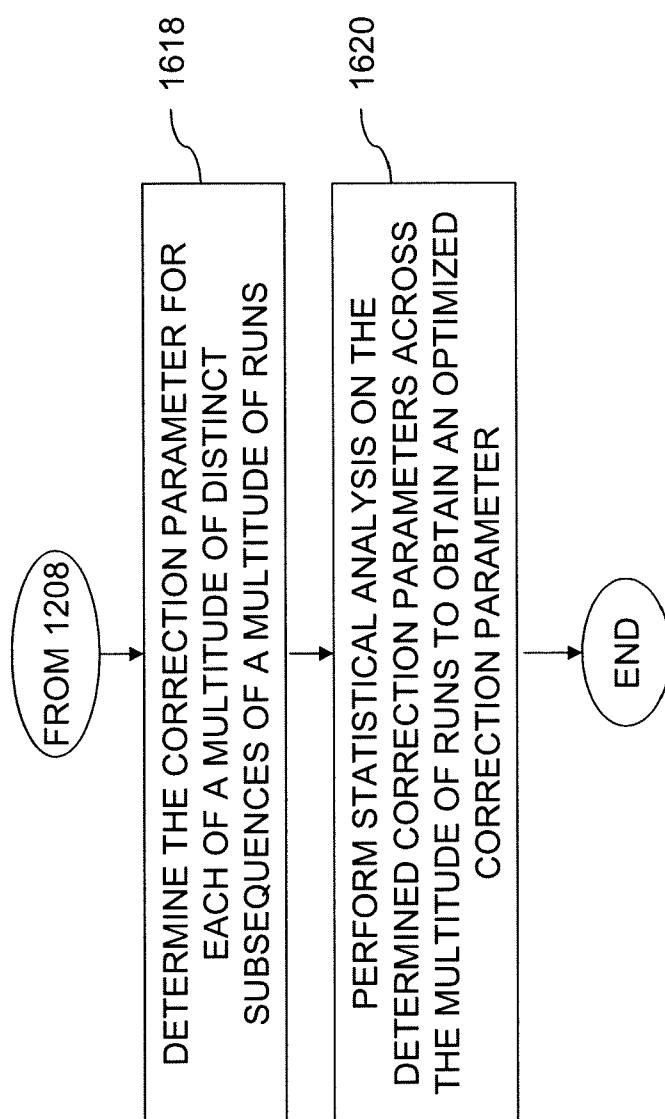 FROM 1208
DETERMINE THE CORRECTION PARAMETER FOR
EACH OF A MULTITUDE OF DISTINCT
SUBSEQUENCES OF A MULTITUDE OF RUNS
1618
PERFORM STATISTICAL ANALYSIS ON THE
DETERMINED CORRECTION PARAMETERS ACROSS
THE MULTITUDE OF RUNS TO OBTAIN AN OPTIMIZED
CORRECTION PARAMETER
1620
END